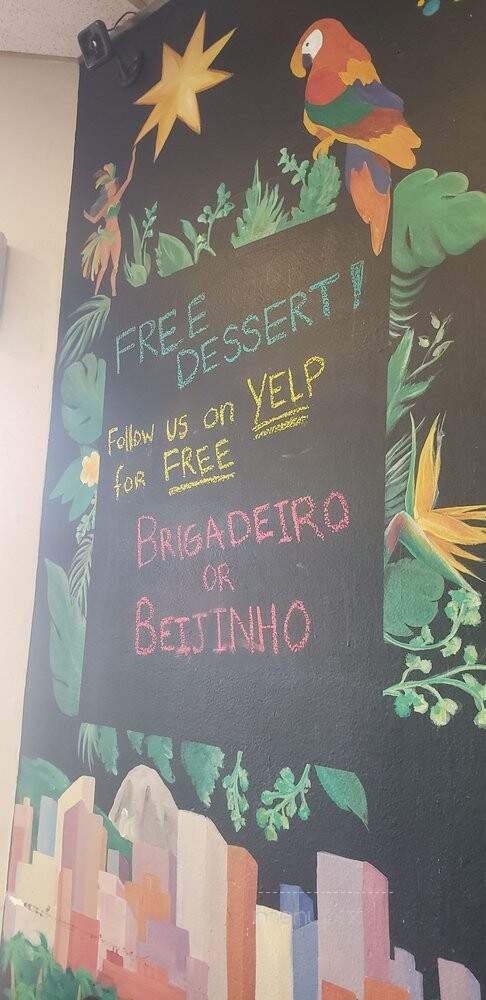 FREE
DESSERT!
Follow us on YELP
for FREE
BRIGADEIRO
OR
BEIJINHO